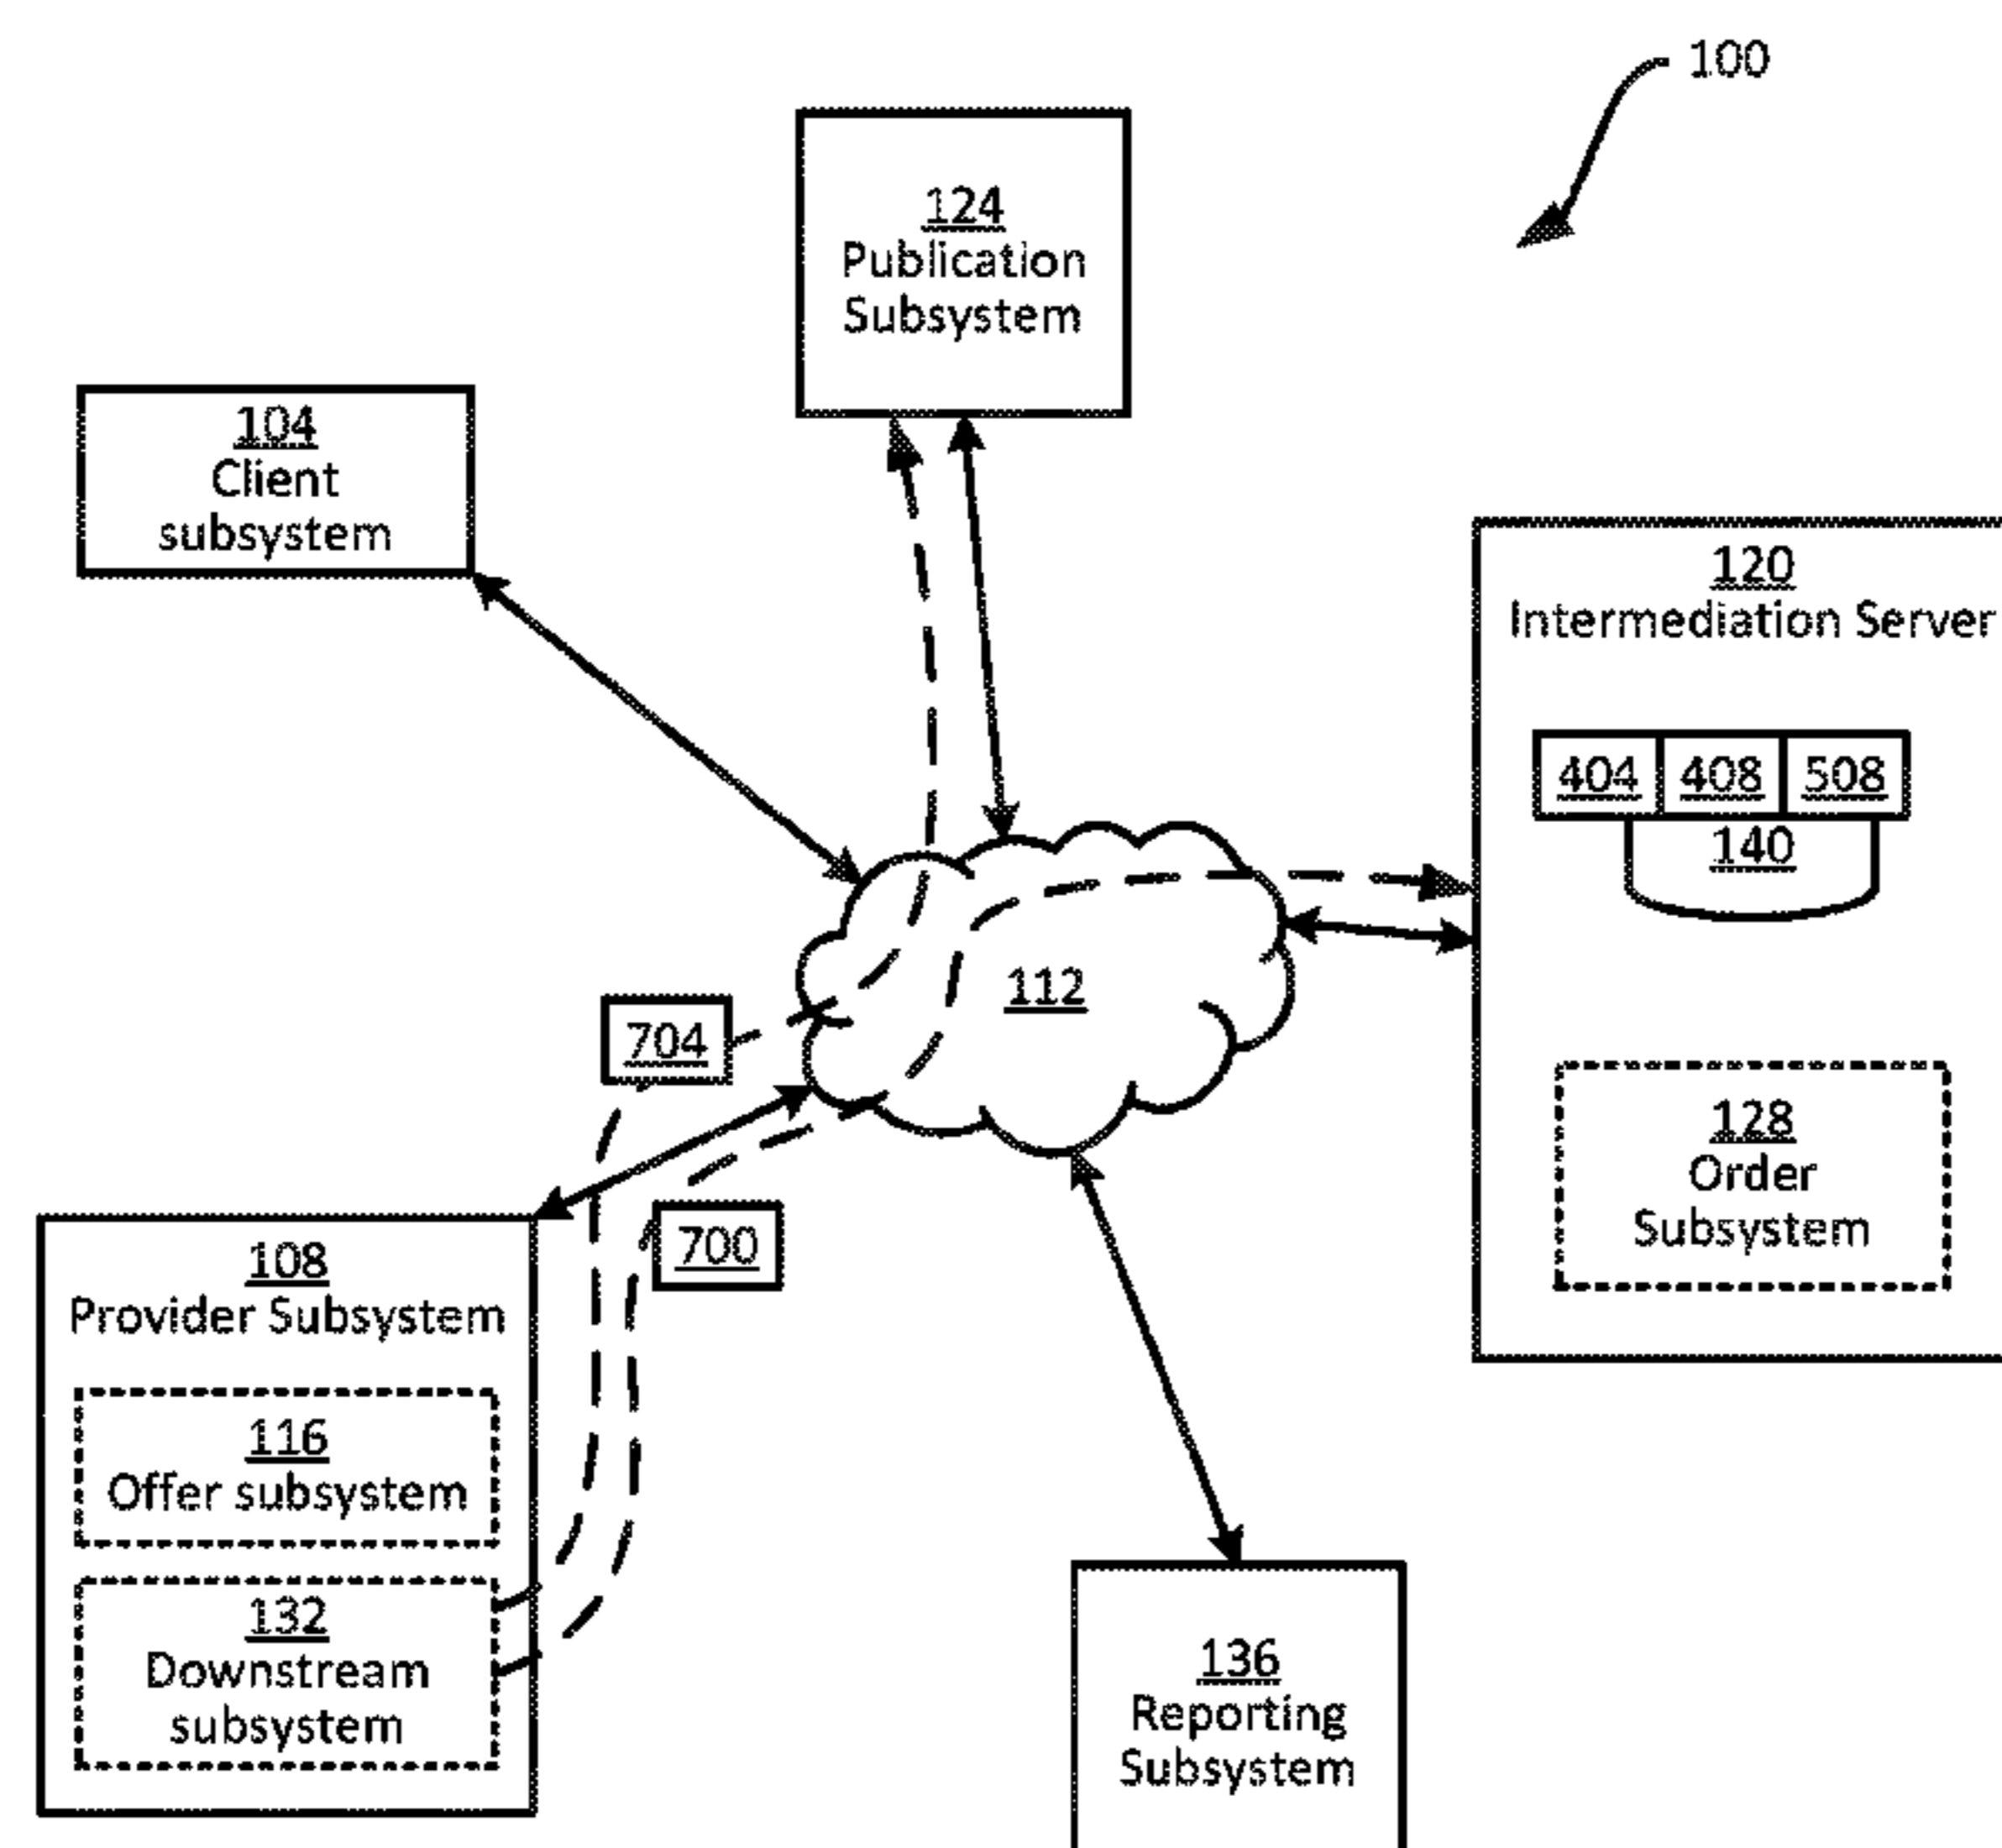 100
124
Publication
Subsystem
104
Client
subsystem
120
Intermediation Server
404 408 508
140
112
704
128
Order
Subsystem
700
108
Provider Subsystem
116
Offer subsystem
132
Downstream
subsystem
136
Reporting
Subsystem